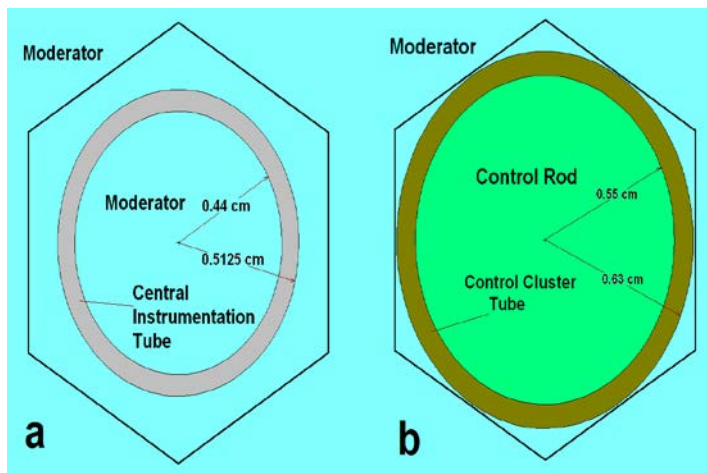 Moderator
Moderator
0.44 cm
0.5125 cm
Central
Instrumentation
Tube
a
Moderator
Control Rod
0.55 cm
0.63 cm
Control Cluster
Tube
b